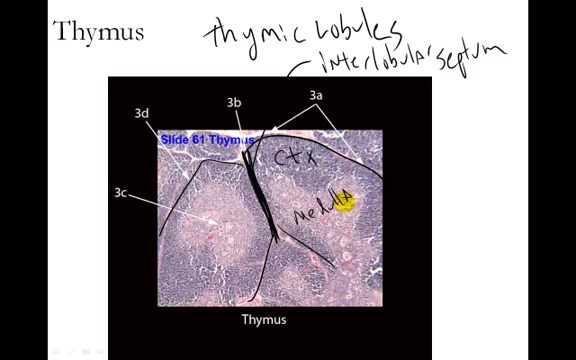 Thymus
thymic lobules
interlobular septum
3a
3b
3d
Slide 61 Thymus
ctx
3c
medulla
Thymus